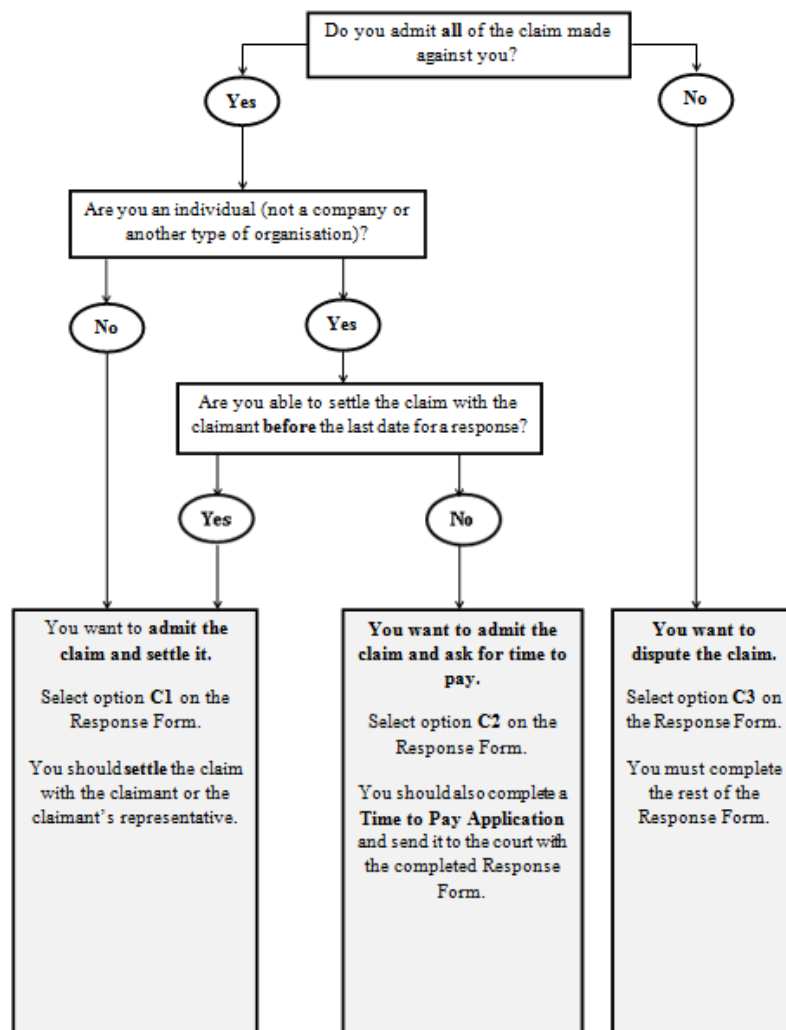 Do you admit all of the claim made
against you?
Yes
No
Are you an individual (not a company or
another type of organisation)?
No
Yes
Are you able to settle the claim with the
claimant before the last date for a response?
Yes
No
You want to admit the
claim and settle it.
Select option C1 on the
Response Form.
You should settle the claim
with the claimant or the
claimant's representative.
You want to admit the
claim and ask for time to
pay.
Select option C2 on the
Response Form.
You should also complete a
Time to Pay Application
and send it to the court with
the completed Response
Form.
You want to
dispute the claim.
Select option C3 on
the Response Form.
You must complete
the rest of the
Response Form.